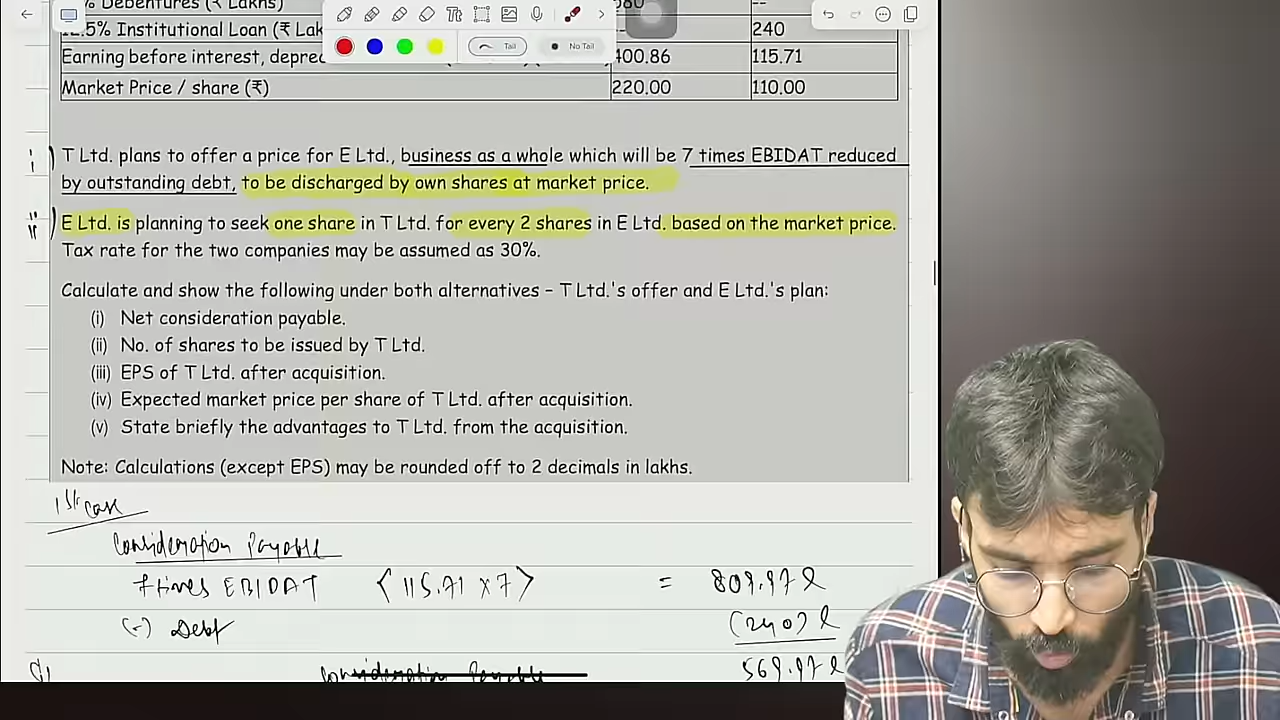 % Debentures (₹ Lakhs) 580 --
12.5% Institutional Loan (₹ Lak -- 240
Earning before interest, deprec 400.86 115.71
Market Price / share (₹) 220.00 110.00
Tt
Tail
No Tail
i) T Ltd. plans to offer a price for E Ltd., business as a whole which will be 7 times EBIDAT reduced
by outstanding debt, to be discharged by own shares at market price.
ii) E Ltd. is planning to seek one share in T Ltd. for every 2 shares in E Ltd. based on the market price.
Tax rate for the two companies may be assumed as 30%.
Calculate and show the following under both alternatives – T Ltd.'s offer and E Ltd.'s plan:
(i) Net consideration payable.
(ii) No. of shares to be issued by T Ltd.
(iii) EPS of T Ltd. after acquisition.
(iv) Expected market price per share of T Ltd. after acquisition.
(v) State briefly the advantages to T Ltd. from the acquisition.
Note: Calculations (except EPS) may be rounded off to 2 decimals in lakhs.
1st case
Consideration Payable
7 times EBIDAT (115.71 x 7) = 809.97 l
(-) Debt (240) l
Consideration Payable 569.97 l